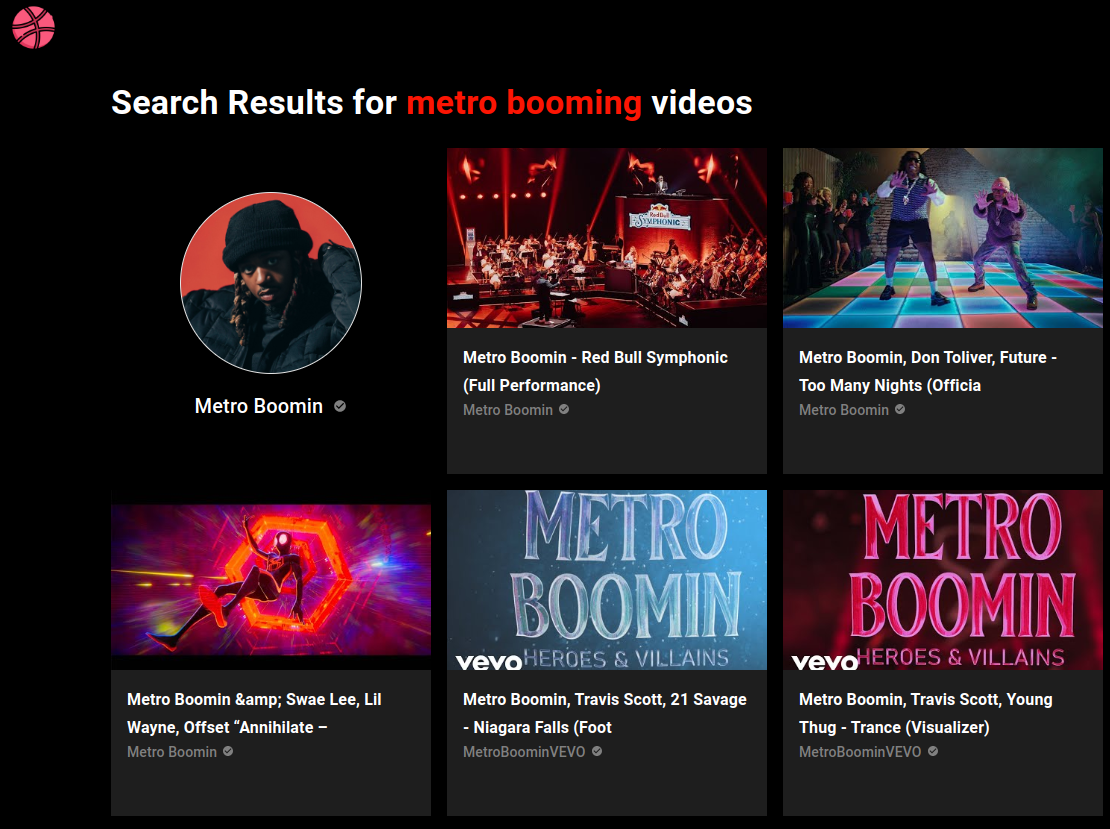 Search Results for metro booming videos
Metro Boomin
RedBull
SYMPHONIC
Metro Boomin - Red Bull Symphonic
(Full Performance)
Metro Boomin
Metro Boomin, Don Toliver, Future -
Too Many Nights (Officia
Metro Boomin
Metro Boomin &amp; Swae Lee, Lil
Wayne, Offset “Annihilate –
Metro Boomin
METRO
BOOMIN
HEROES & VILLAINS
vevo
Metro Boomin, Travis Scott, 21 Savage
- Niagara Falls (Foot
MetroBoominVEVO
METRO
BOOMIN
HEROES & VILLAINS
vevo
Metro Boomin, Travis Scott, Young
Thug - Trance (Visualizer)
MetroBoominVEVO